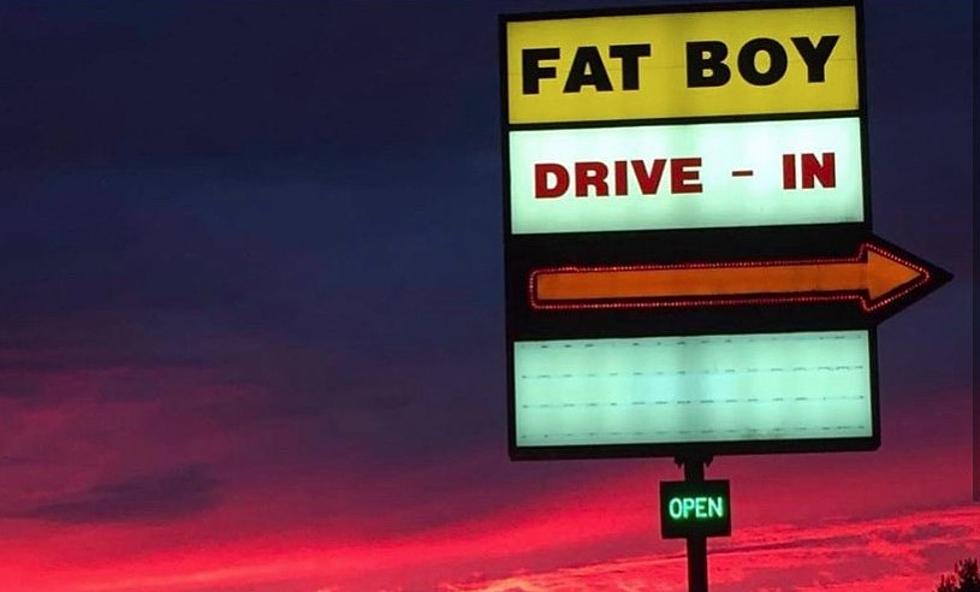 FAT BOY
DRIVE - IN
OPEN